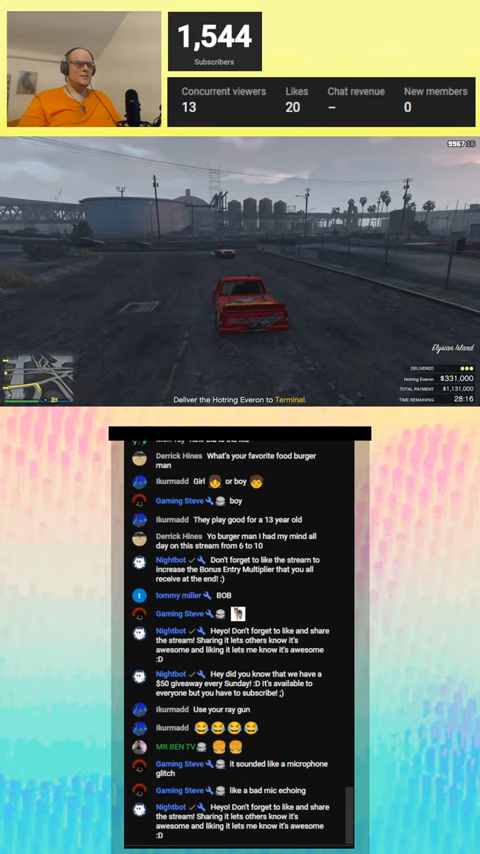 1,544
Subscribers
Concurrent viewers
13
Likes
20
Chat revenue
–
New members
0
Elysian Island
DELIVERED
Hotring Everon $331,000
TOTAL PAYMENT $1,131,000
TIME REMAINING 28:16
Deliver the Hotring Everon to Terminal.
Derrick Hines What's your favorite food burger
man
Ikurmadd Girl 👧 or boy 👦
Gaming Steve boy
Ikurmadd They play good for a 13 year old
Derrick Hines Yo burger man I had my mind all
day on this stream from 6 to 10
Nightbot Don't forget to like the stream to
increase the Bonus Entry Multiplier that you all
receive at the end! :)
t
tommy miller BOB
Gaming Steve
Nightbot Heyo! Don't forget to like and share
the stream! Sharing it lets others know it's
awesome and liking it lets me know it's awesome
:D
Nightbot Hey did you know that we have a
$50 giveaway every Sunday! :D It's available to
everyone but you have to subscribe! ;)
Ikurmadd Use your ray gun
Ikurmadd 😂😂😂😂
MR BEN TV 🍔🍔
Gaming Steve it sounded like a microphone
glitch
Gaming Steve like a bad mic echoing
Nightbot Heyo! Don't forget to like and share
the stream! Sharing it lets others know it's
awesome and liking it lets me know it's awesome
:D